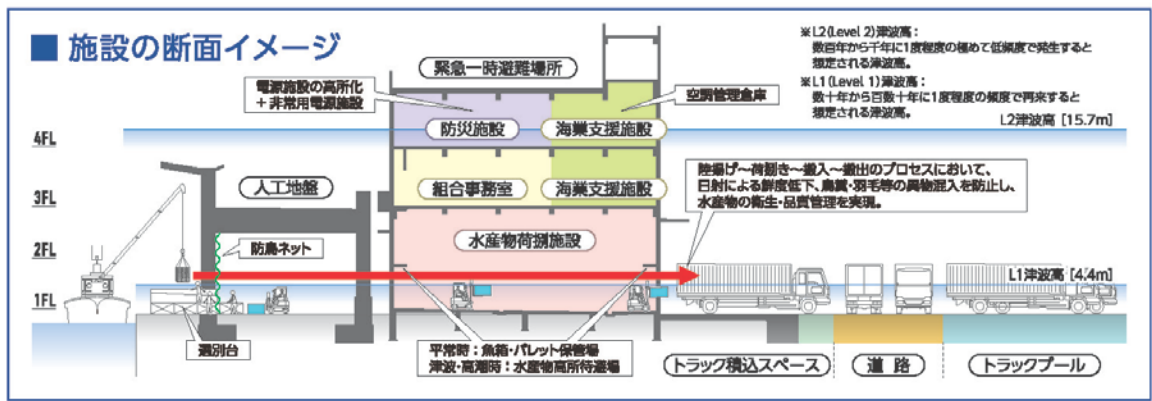 ■ 施設の断面イメージ
緊急一時避難場所
電源施設の高所化
＋非常用電源施設
空調管理倉庫
※L2(Level 2)津波高：
数百年から千年に1度程度の極めて低頻度で発生すると
想定される津波高。
※L1(Level 1)津波高：
数十年から百数十年に1度程度の頻度で再来すると
想定される津波高。
L2津波高［15.7m］
防災施設
海業支援施設
4FL
人工地盤
組合事務室
海業支援施設
陸揚げ～荷捌き～搬入～搬出のプロセスにおいて、
日射による鮮度低下、鳥糞・羽毛等の異物混入を防止し、
水産物の衛生・品質管理を実現。
3FL
水産物荷捌施設
2FL
防鳥ネット
L1津波高［4.4m］
1FL
選別台
平常時：魚箱・パレット保管場
津波・高潮時：水産物高所待避場
トラック積込スペース
道 路
トラックプール